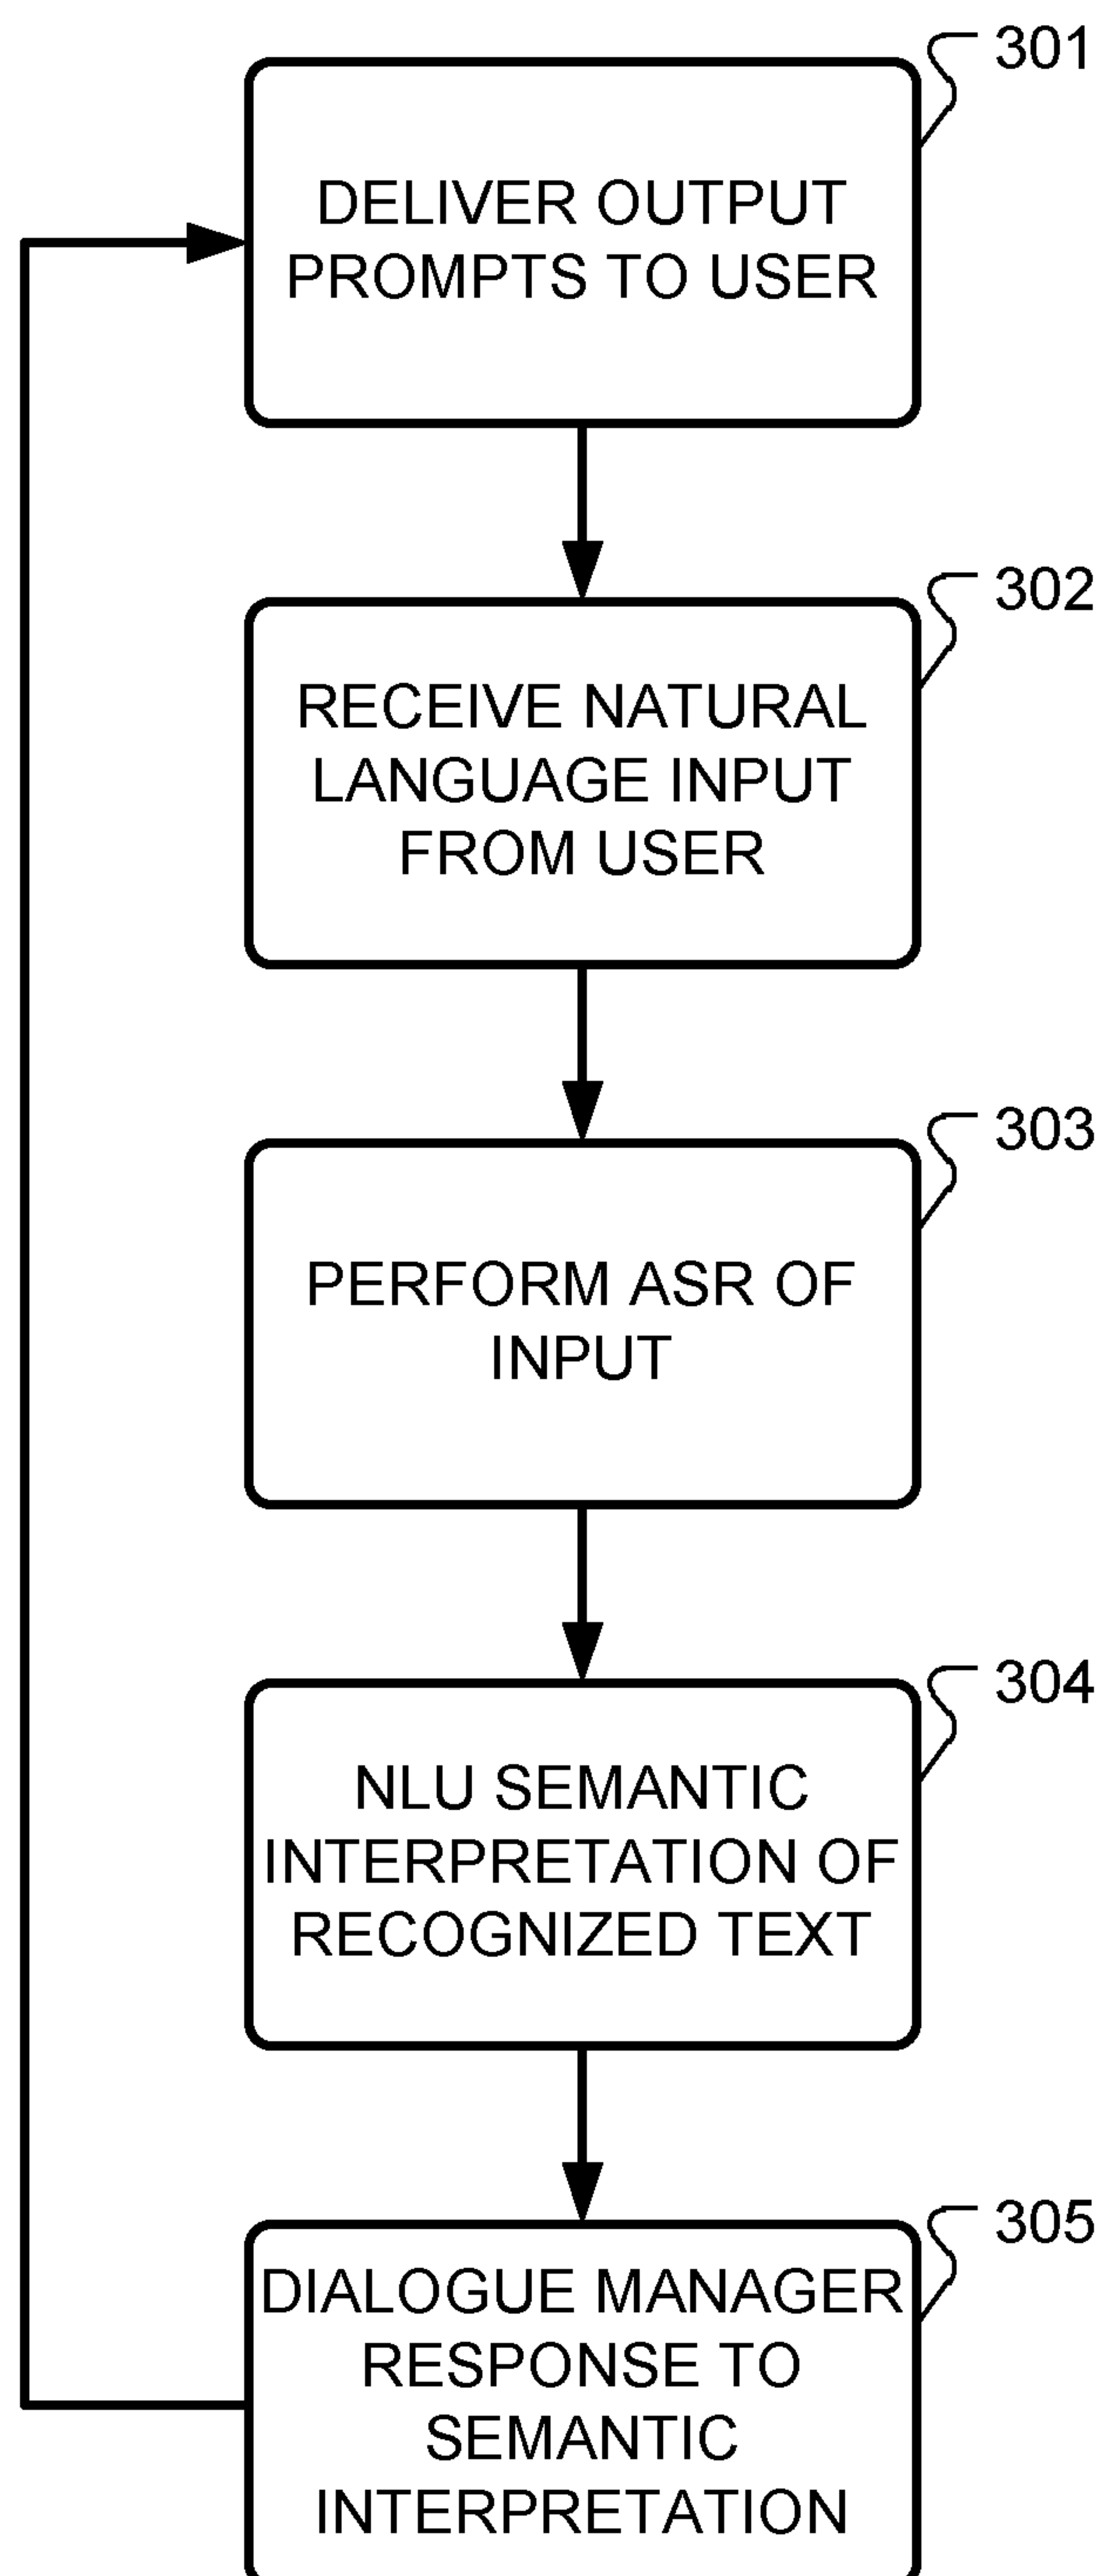 301
DELIVER OUTPUT
PROMPTS TO USER
302
RECEIVE NATURAL
LANGUAGE INPUT
FROM USER
303
PERFORM ASR OF
INPUT
304
NLU SEMANTIC
INTERPRETATION OF
RECOGNIZED TEXT
305
DIALOGUE MANAGER
RESPONSE TO
SEMANTIC
INTERPRETATION